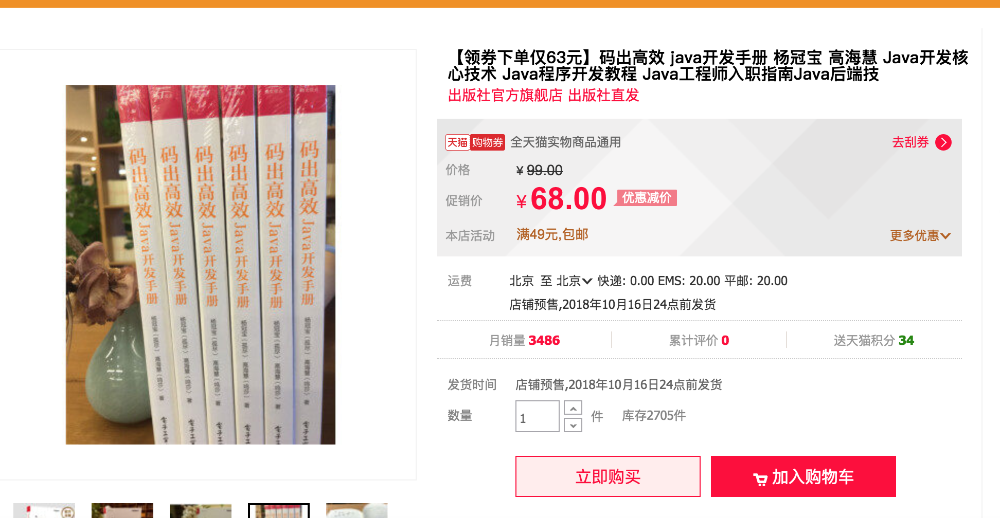 【领券下单仅63元】码出高效 java开发手册 杨冠宝 高海慧 Java开发核
心技术 Java程序开发教程 Java工程师入职指南Java后端技
出版社官方旗舰店 出版社直发
天猫 购物券 全天猫实物商品通用 去刮券
价格 ¥ 99.00
促销价 ¥ 68.00 优惠减价
本店活动 满49元,包邮 更多优惠
运费 北京 至 北京 快递: 0.00 EMS: 20.00 平邮: 20.00
店铺预售,2018年10月16日24点前发货
月销量 3486 累计评价 0 送天猫积分 34
发货时间 店铺预售,2018年10月16日24点前发货
数量 1 件 库存2705件
立即购买 加入购物车
码出高效 Java开发手册
码出高效 Java开发手册
码出高效 Java开发手册
码出高效 Java开发手册
码出高效 Java开发手册
码出高效 Java开发手册